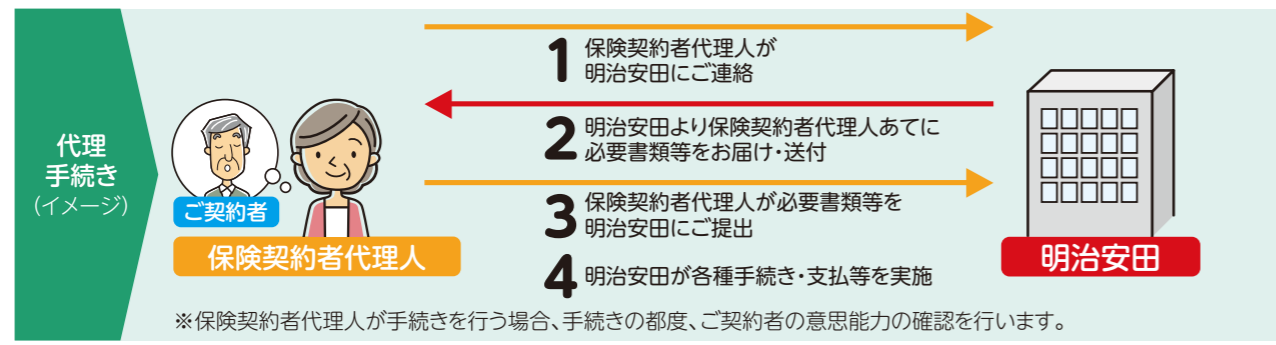 代理
手続き
(イメージ)
ご契約者
保険契約者代理人
1 保険契約者代理人が
明治安田にご連絡
2 明治安田より保険契約者代理人あてに
必要書類等をお届け・送付
3 保険契約者代理人が必要書類等を
明治安田にご提出
4 明治安田が各種手続き・支払等を実施
明治安田
※保険契約者代理人が手続きを行う場合、手続きの都度、ご契約者の意思能力の確認を行います。